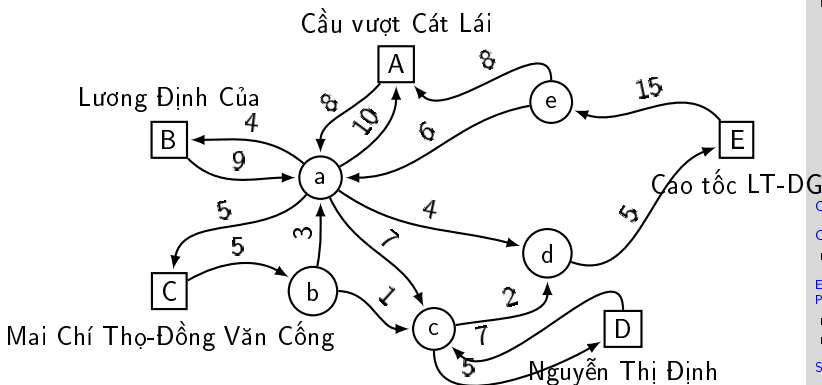 Cầu vượt Cát Lái
A
8
8
10
e
15
Lương Định Của
B
4
9
6
E
a
Cao tốc LT-DG
5
4
5
5
3
7
d
C
b
1
2
c
7
D
Mai Chí Thọ-Đồng Văn Cống
5
Nguyễn Thị Định